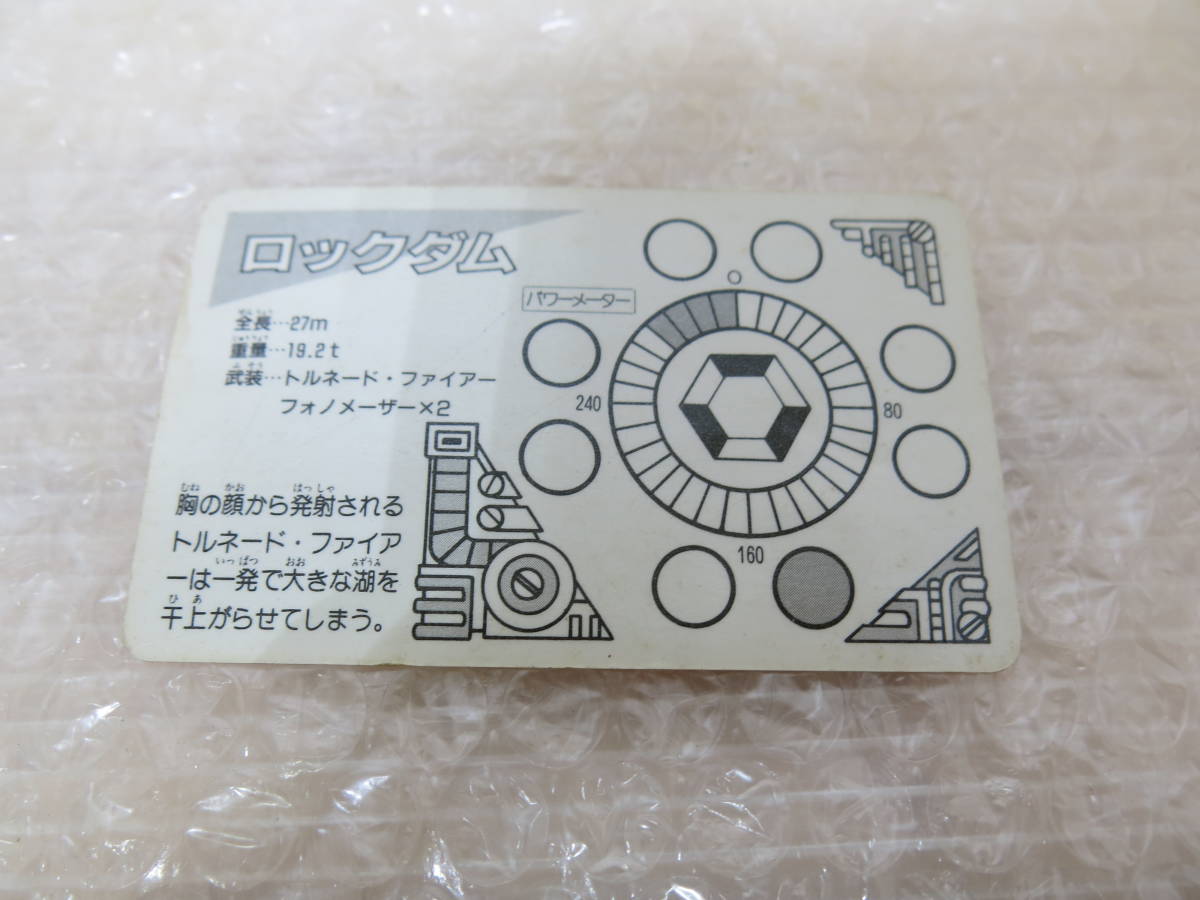 ロックダム
全長…27m
重量…19.2t
武装…トルネード・ファイアー
フォノメーザー×2
胸の顔から発射される
トルネード・ファイア
ーは一発で大きな湖を
干上がらせてしまう。
パワーメーター
0
80
160
240